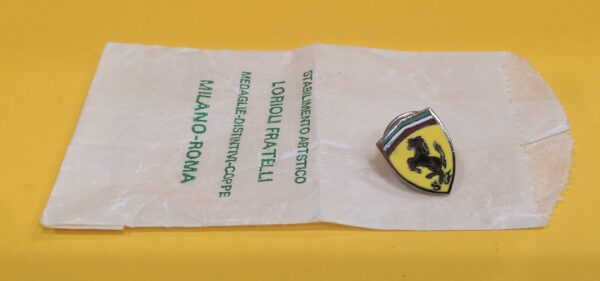 STABILIMENTO ARTISTICO
LORIOLI FRATELLI
MEDAGLIE-DISTINTIVI-COPPE
MILANO-ROMA